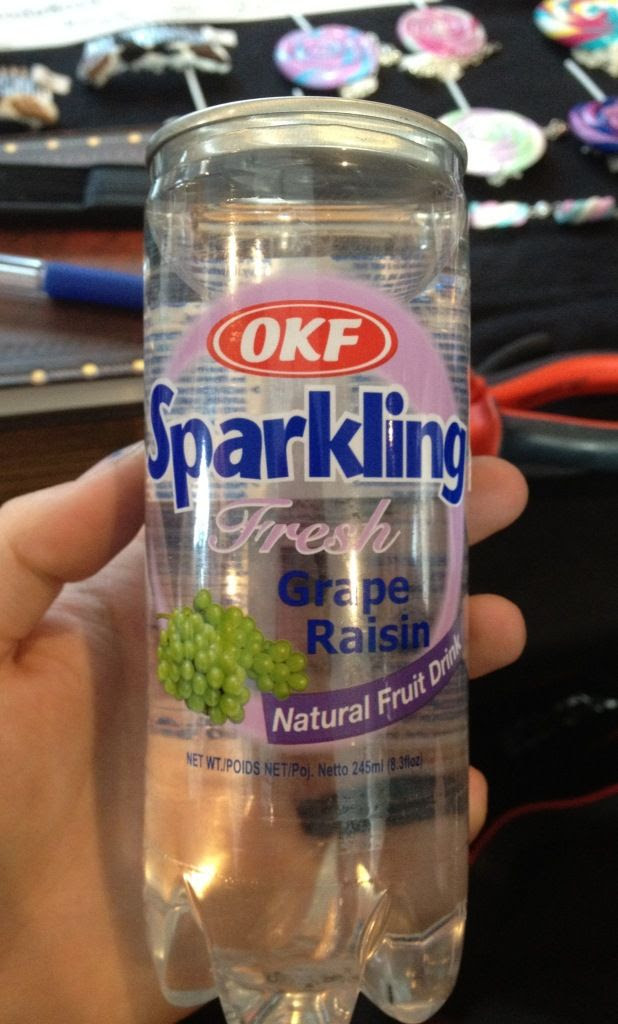 OKF
Sparkling
Fresh
Grape
Raisin
Natural Fruit Drink
NET WT./POIDS NET/Poj. Netto 245ml (8.3floz)